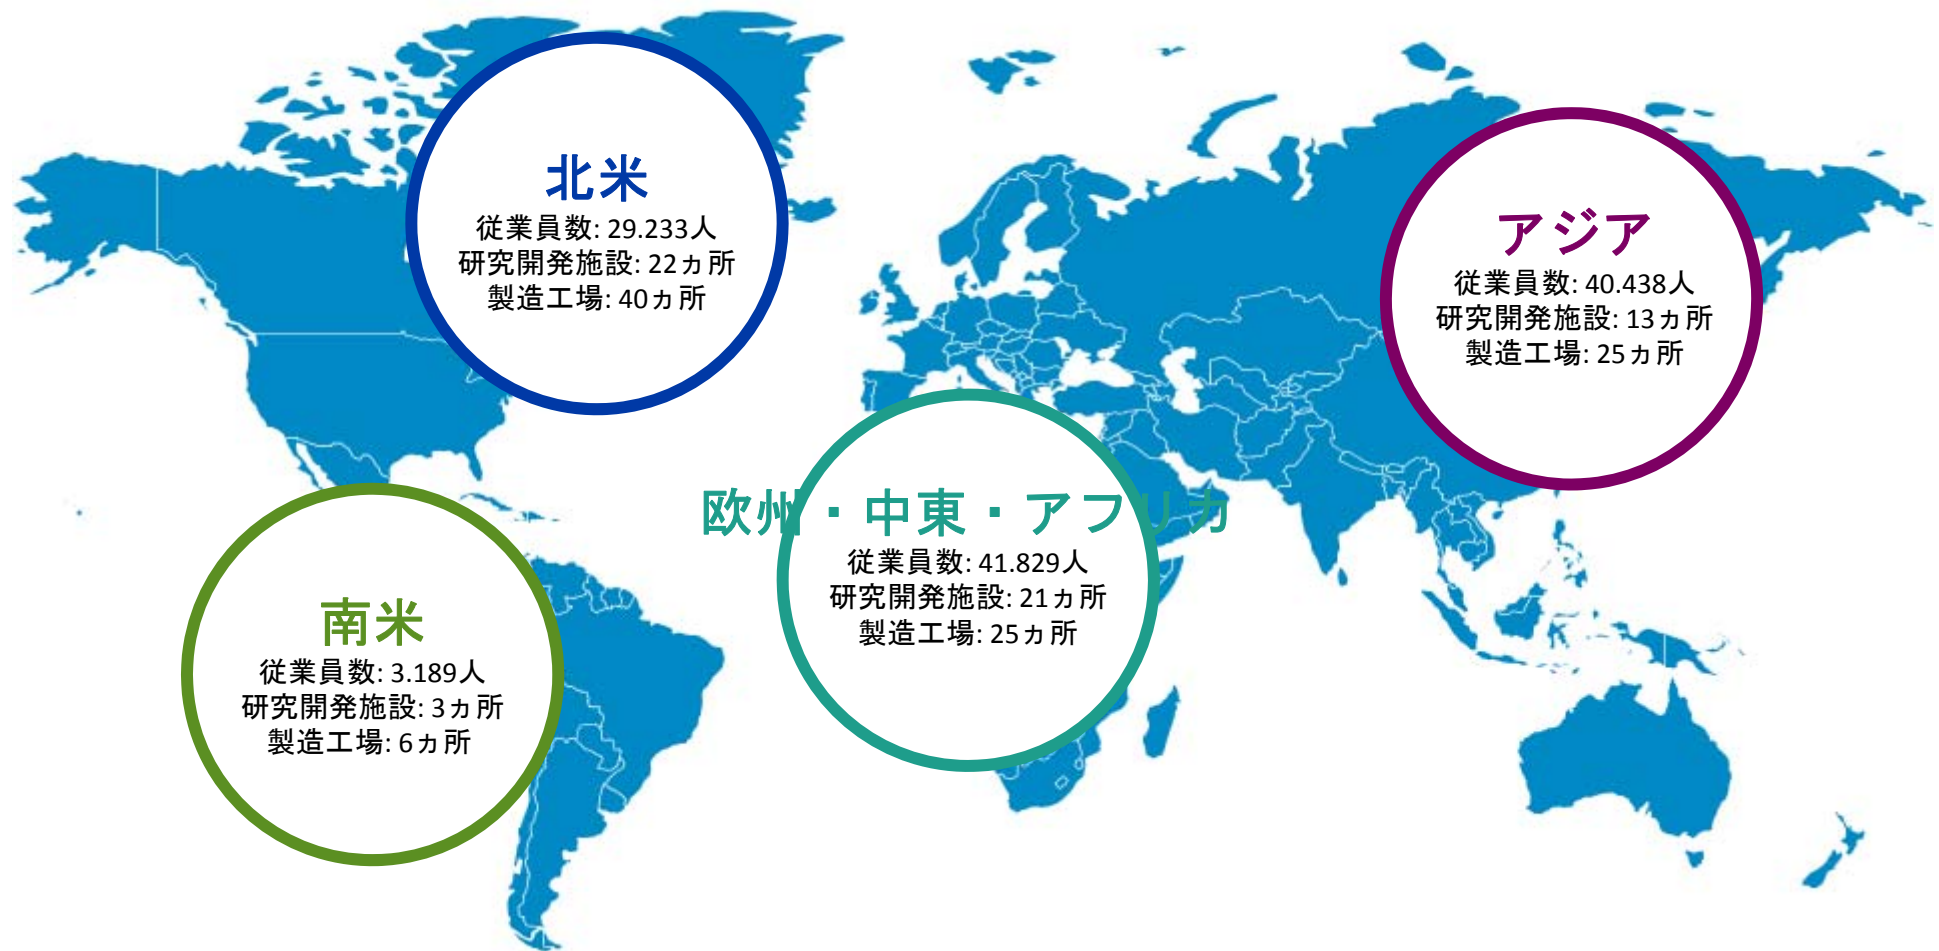 北米
従業員数: 29.233人
研究開発施設: 22ヵ所
製造工場: 40ヵ所
アジア
従業員数: 40.438人
研究開発施設: 13ヵ所
製造工場: 25ヵ所
欧州・中東・アフリカ
従業員数: 41.829人
研究開発施設: 21ヵ所
製造工場: 25ヵ所
南米
従業員数: 3.189人
研究開発施設: 3ヵ所
製造工場: 6ヵ所